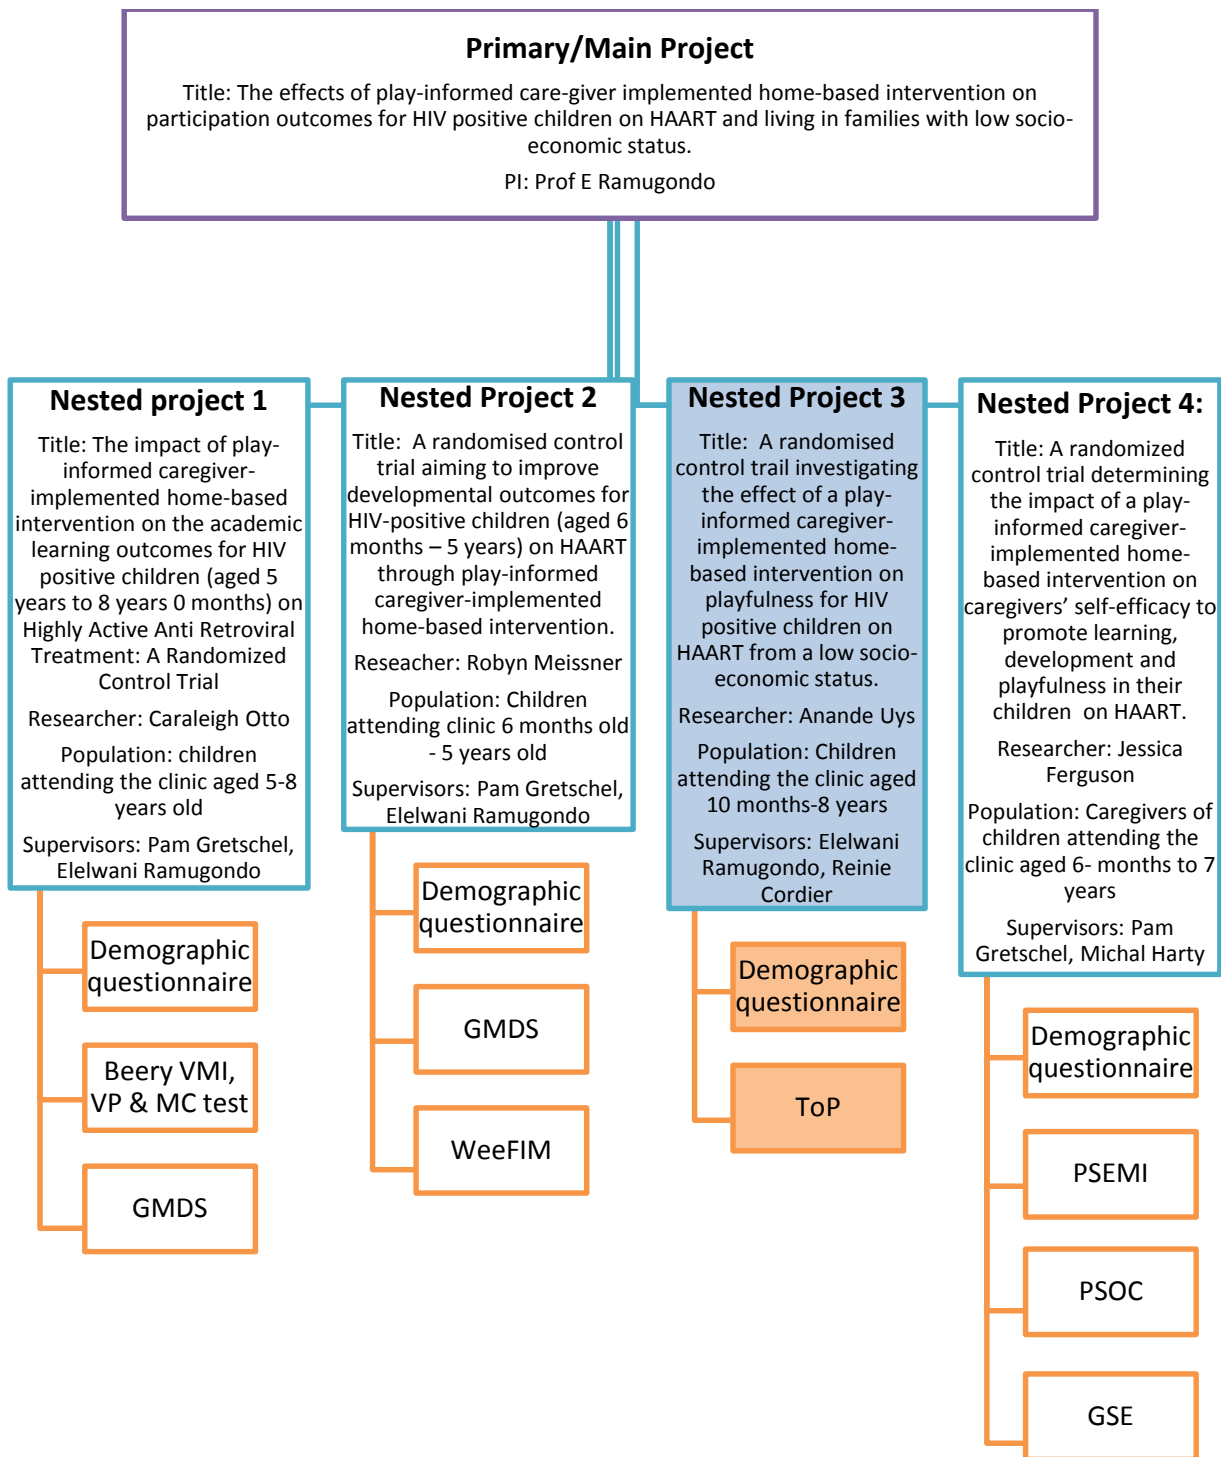 Primary/Main Project
Title: The effects of play-informed care-giver implemented home-based intervention on
participation outcomes for HIV positive children on HAART and living in families with low socio-
economic status.
PI: Prof E Ramugondo
Nested project 1
Title: The impact of play-
informed caregiver-
implemented home-based
intervention on the academic
learning outcomes for HIV
positive children (aged 5
years to 8 years 0 months) on
Highly Active Anti Retroviral
Treatment: A Randomized
Control Trial
Researcher: Caraleigh Otto
Population: children
attending the clinic aged 5-8
years old
Supervisors: Pam Gretschel,
Elelwani Ramugondo
Demographic
questionnaire
Beery VMI,
VP & MC test
GMDS
Nested Project 2
Title: A randomised control
trial aiming to improve
developmental outcomes for
HIV-positive children (aged 6
months – 5 years) on HAART
through play-informed
caregiver-implemented
home-based intervention.
Reseacher: Robyn Meissner
Population: Children
attending clinic 6 months old
- 5 years old
Supervisors: Pam Gretschel,
Elelwani Ramugondo
Demographic
questionnaire
GMDS
WeeFIM
Nested Project 3
Title: A randomised
control trail investigating
the effect of a play-
informed caregiver-
implemented home-
based intervention on
playfulness for HIV
positive children on
HAART from a low socio-
economic status.
Researcher: Anande Uys
Population: Children
attending the clinic aged
10 months-8 years
Supervisors: Elelwani
Ramugondo, Reinie
Cordier
Demographic
questionnaire
ToP
Nested Project 4:
Title: A randomized
control trial determining
the impact of a play-
informed caregiver-
implemented home-
based intervention on
caregivers’ self-efficacy to
promote learning,
development and
playfulness in their
children on HAART.
Researcher: Jessica
Ferguson
Population: Caregivers of
children attending the
clinic aged 6- months to 7
years
Supervisors: Pam
Gretschel, Michal Harty
Demographic
questionnaire
PSEMI
PSOC
GSE